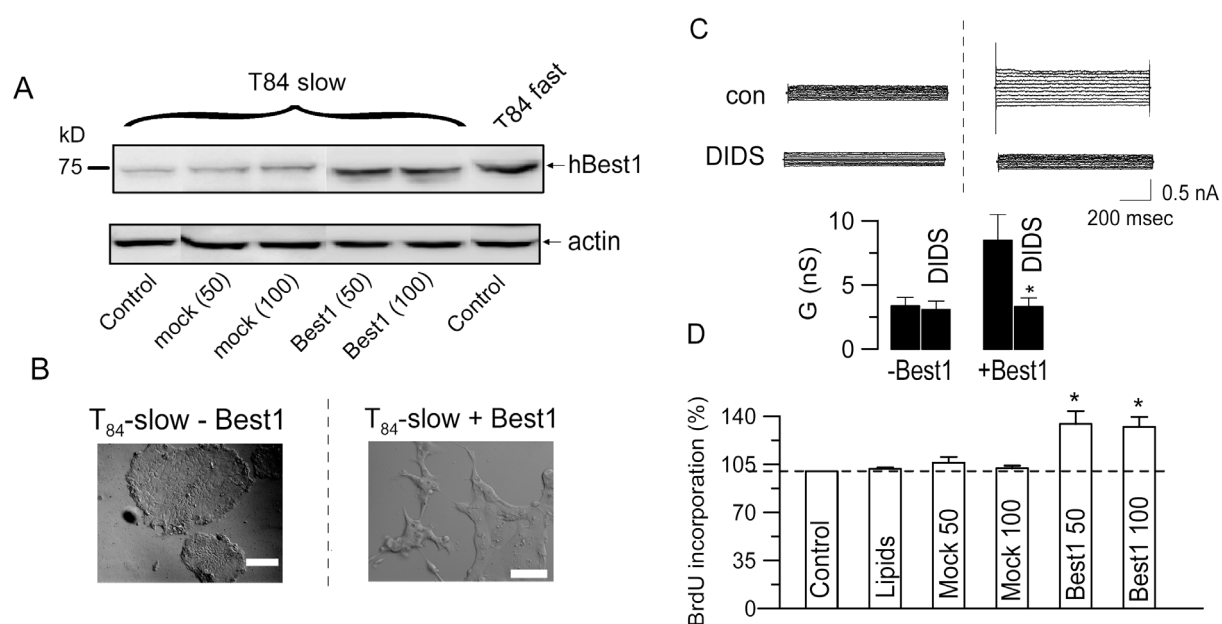 A
T84 slow
T84 fast
kD
75
hBest1
actin
Control
mock (50)
mock (100)
Best1 (50)
Best1 (100)
Control
B
T84-slow - Best1
T84-slow + Best1
C
con
DIDS
0.5 nA
200 msec
10
5
0
G (nS)
DIDS
* DIDS
-Best1
+Best1
D
BrdU incorporation (%)
140
105
70
35
0
Control
Lipids
Mock 50
Mock 100
* Best1 50
* Best1 100